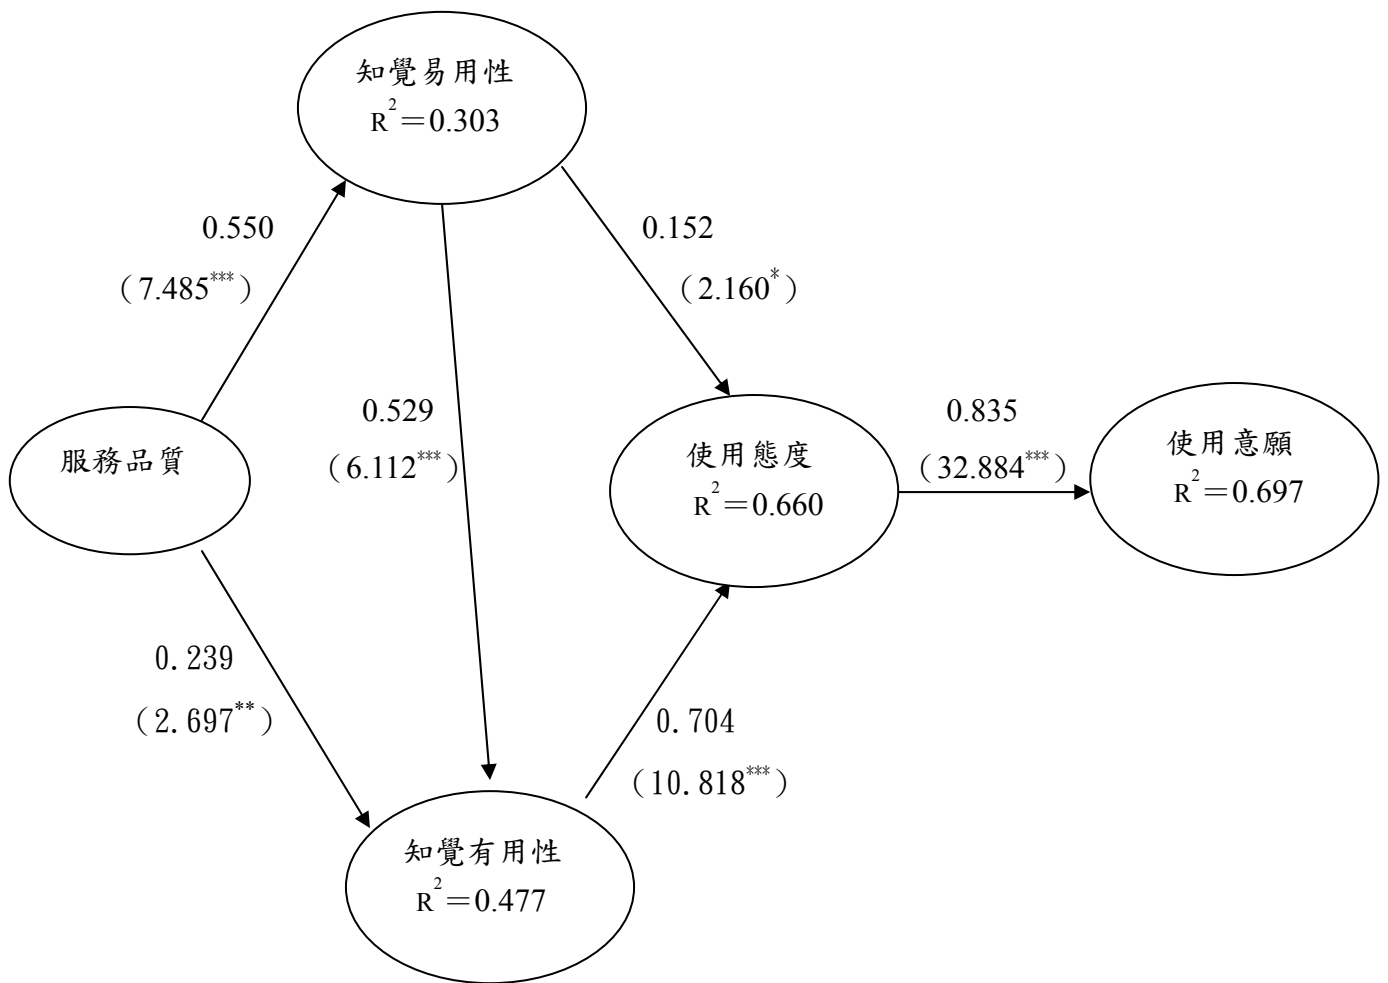 知覺易用性
R²＝0.303
0.550
（7.485***）
0.152
（2.160*）
0.529
（6.112***）
服務品質
使用態度
R²＝0.660
0.835
（32.884***）
使用意願
R²＝0.697
0.239
（2.697**）
0.704
（10.818***）
知覺有用性
R²＝0.477